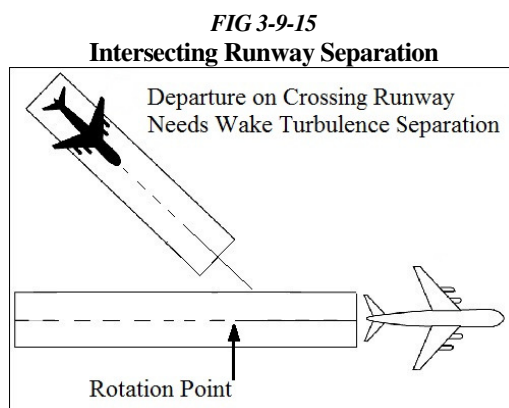 FIG 3-9-15
Intersecting Runway Separation
Departure on Crossing Runway
Needs Wake Turbulence Separation
Rotation Point